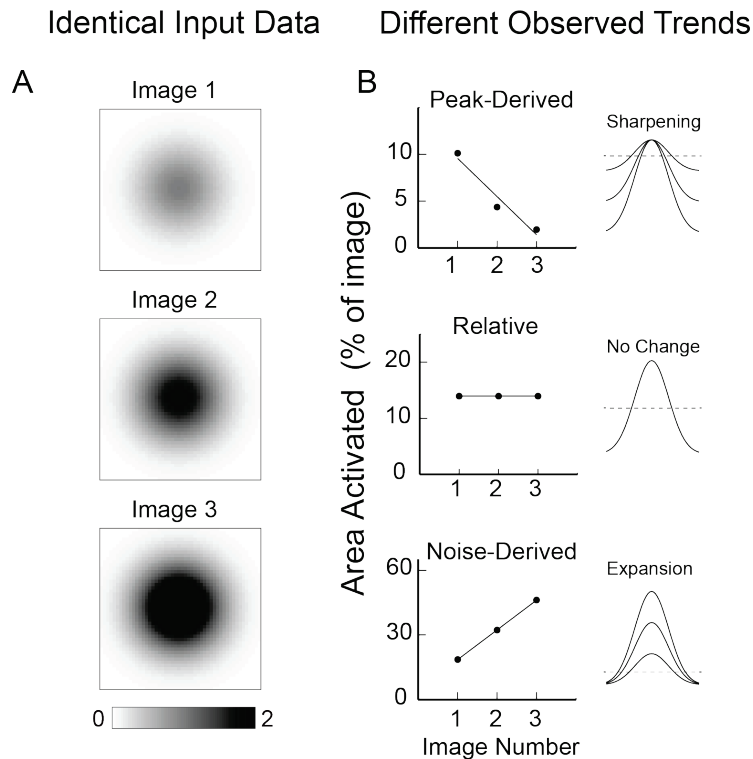 Identical Input Data
Different Observed Trends
A
Image 1
Image 2
Image 3
0
2
B
Area Activated (% of image)
Peak-Derived
10
5
0
1 2 3
Sharpening
Relative
20
10
0
1 2 3
No Change
Noise-Derived
60
30
0
1 2 3
Image Number
Expansion